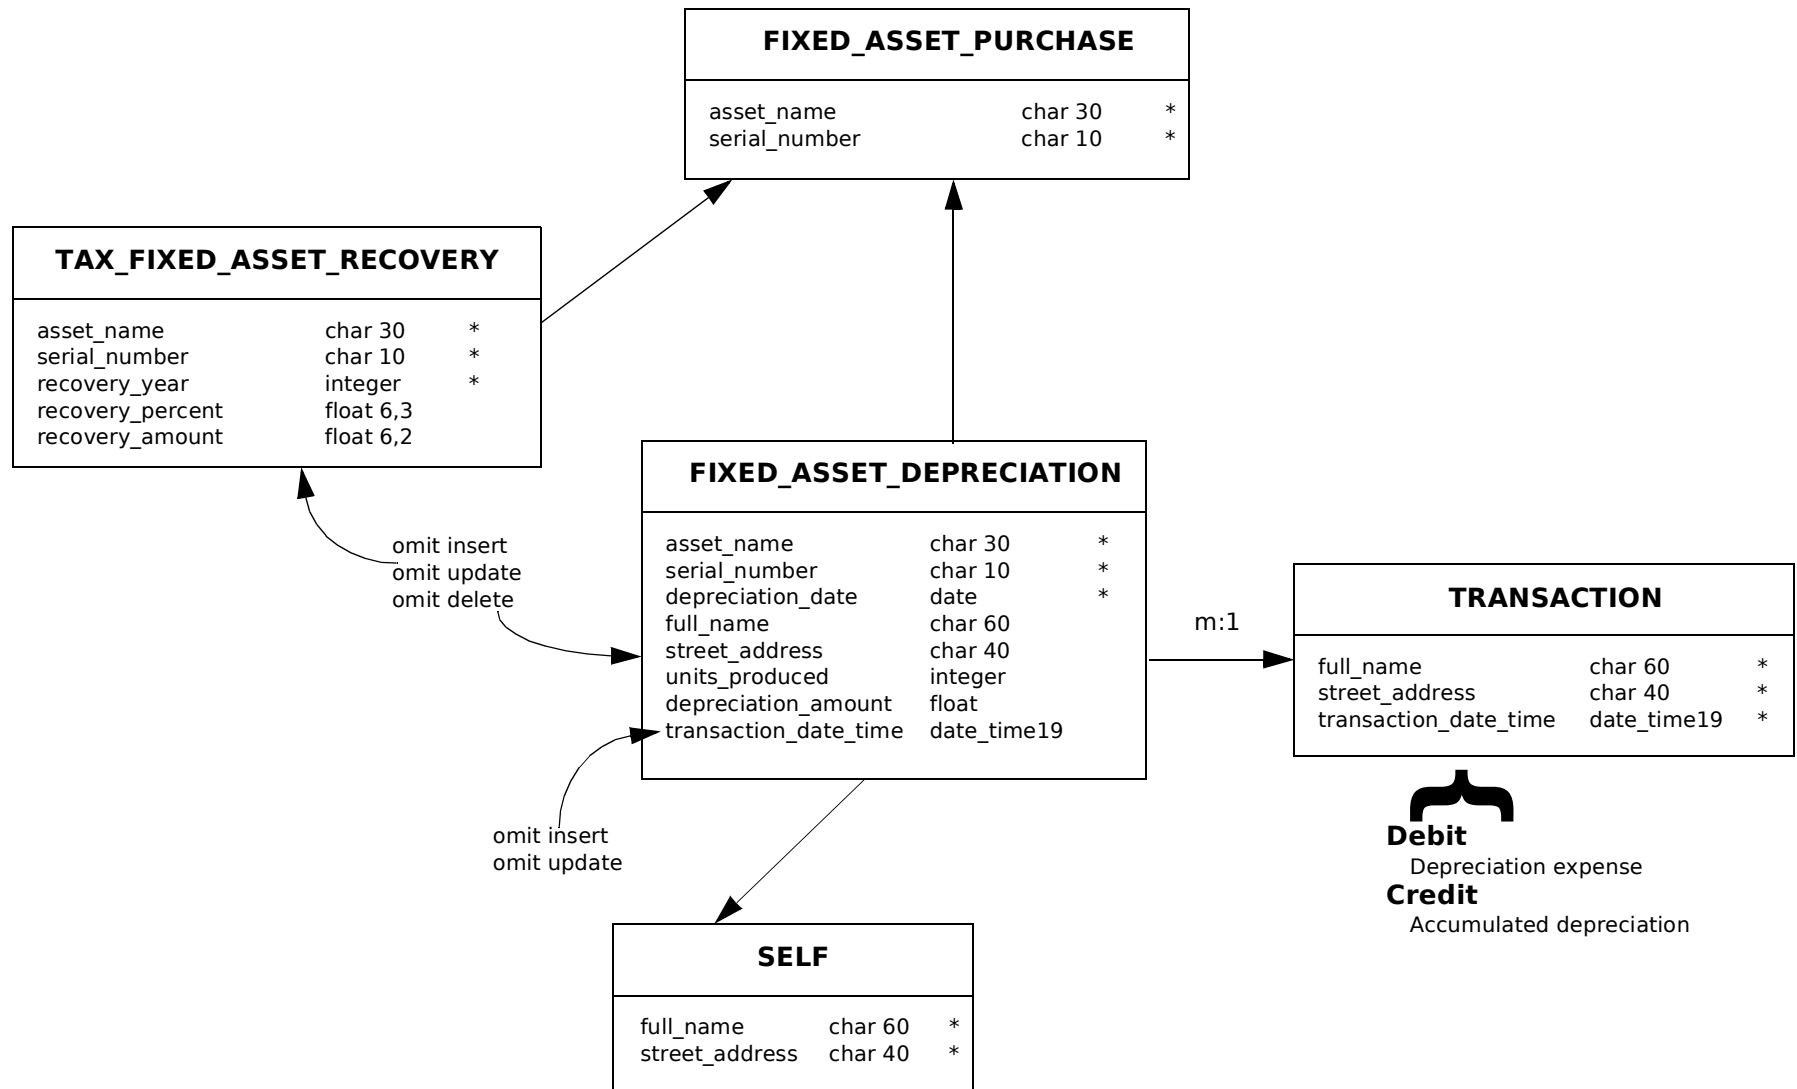 FIXED_ASSET_PURCHASE
asset_name char 30 *
serial_number char 10 *
TAX_FIXED_ASSET_RECOVERY
asset_name char 30 *
serial_number char 10 *
recovery_year integer *
recovery_percent float 6,3
recovery_amount float 6,2
omit insert
omit update
omit delete
FIXED_ASSET_DEPRECIATION
asset_name char 30 *
serial_number char 10 *
depreciation_date date *
full_name char 60
street_address char 40
units_produced integer
depreciation_amount float
transaction_date_time date_time19
omit insert
omit update
m:1
TRANSACTION
full_name char 60 *
street_address char 40 *
transaction_date_time date_time19 *
Debit
Depreciation expense
Credit
Accumulated depreciation
SELF
full_name char 60 *
street_address char 40 *